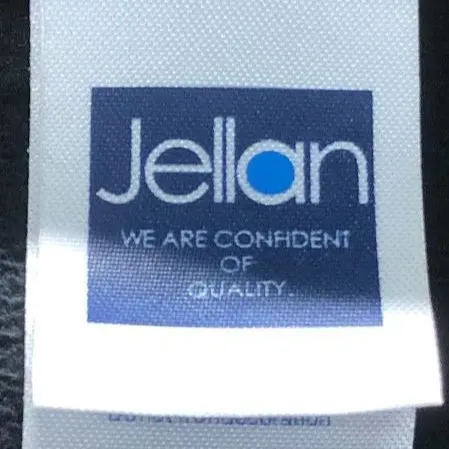 Jellan
WE ARE CONFIDENT
OF
QUALITY.